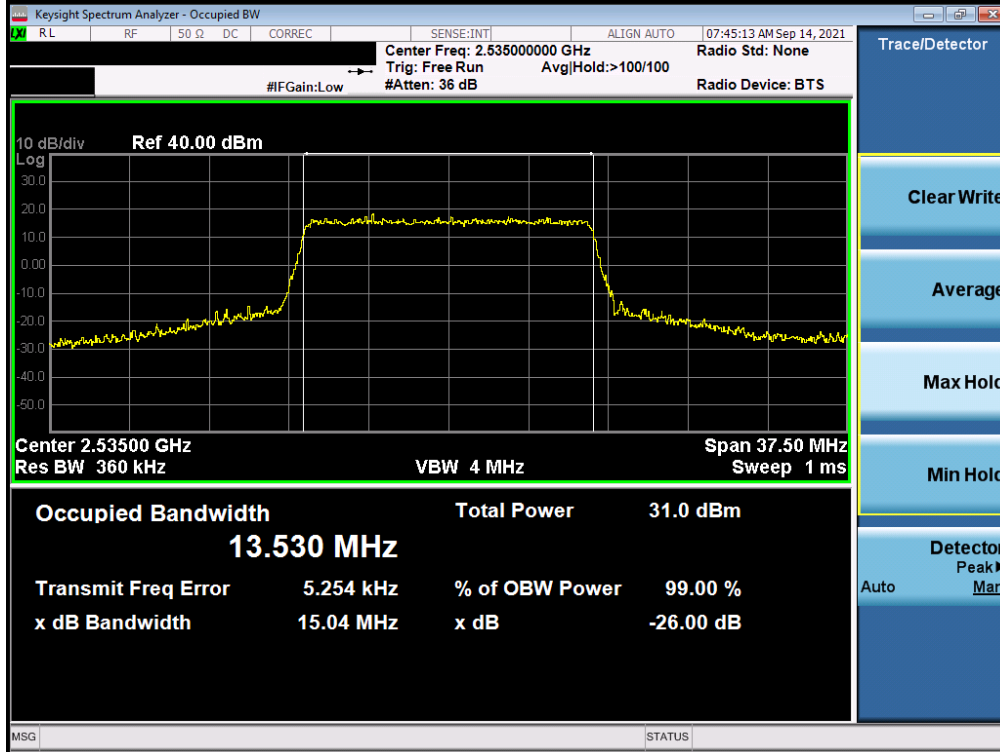 Keysight Spectrum Analyzer - Occupied BW
LXI RL RF 50 Ω DC CORREC SENSE:INT ALIGN AUTO 07:45:13 AM Sep 14, 2021
Center Freq: 2.535000000 GHz Radio Std: None
Trig: Free Run Avg|Hold:>100/100
#IFGain:Low #Atten: 36 dB Radio Device: BTS
10 dB/div Ref 40.00 dBm
Log
30.0
20.0
10.0
0.00
-10.0
-20.0
-30.0
-40.0
-50.0
Center 2.53500 GHz Span 37.50 MHz
Res BW 360 kHz VBW 4 MHz Sweep 1 ms
Occupied Bandwidth Total Power 31.0 dBm
13.530 MHz
Transmit Freq Error 5.254 kHz % of OBW Power 99.00 %
x dB Bandwidth 15.04 MHz x dB -26.00 dB
MSG STATUS
Trace/Detector
Clear Write
Average
Max Hold
Min Hold
Detector
Peak
Auto Man